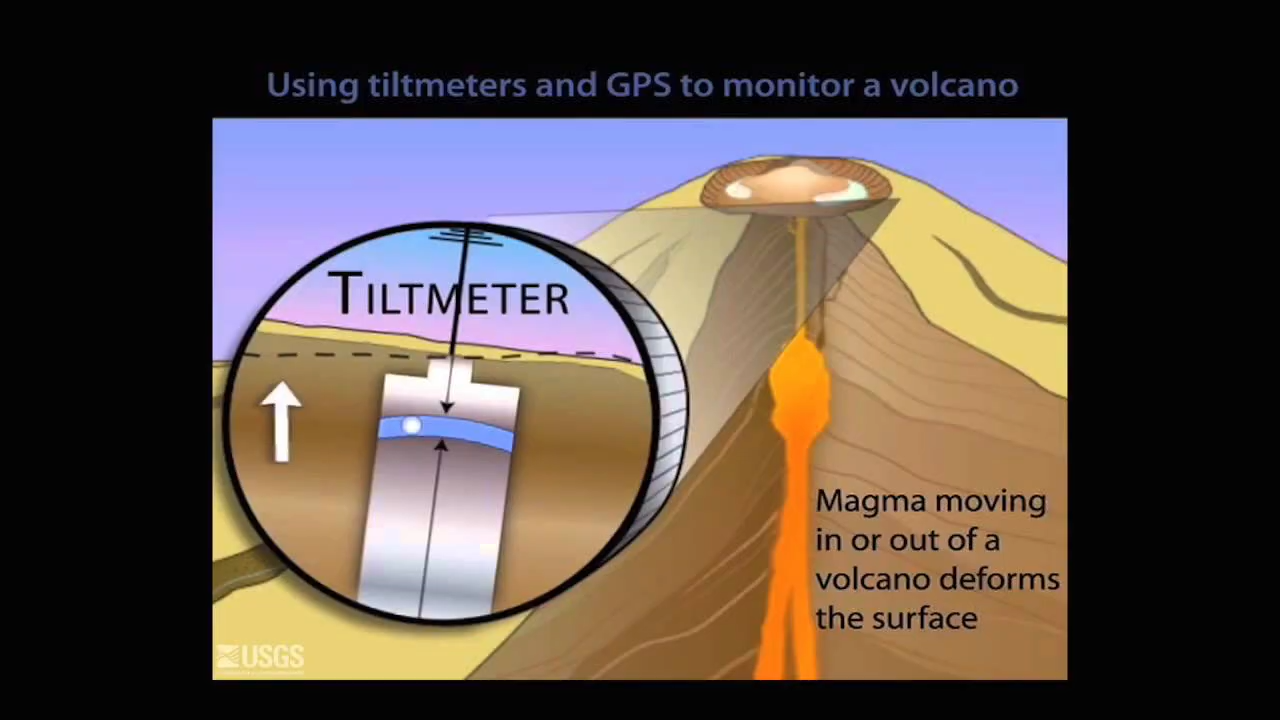 Using tiltmeters and GPS to monitor a volcano
TILTMETER
Magma moving
in or out of a
volcano deforms
the surface
USGS